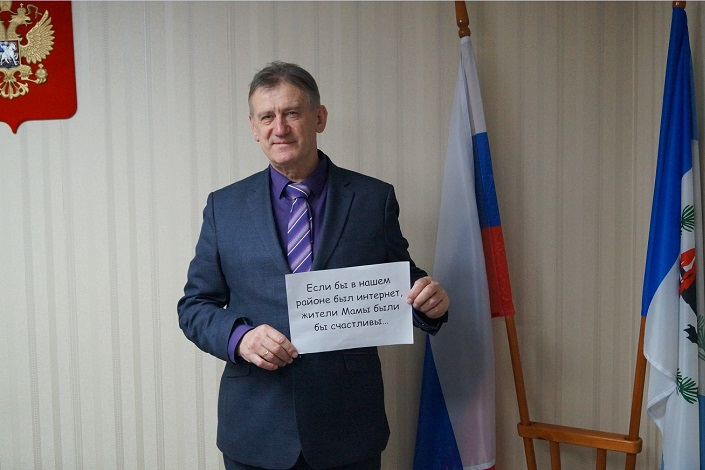 Если бы в нашем
районе был интернет,
жители Мамы были
бы счастливы...